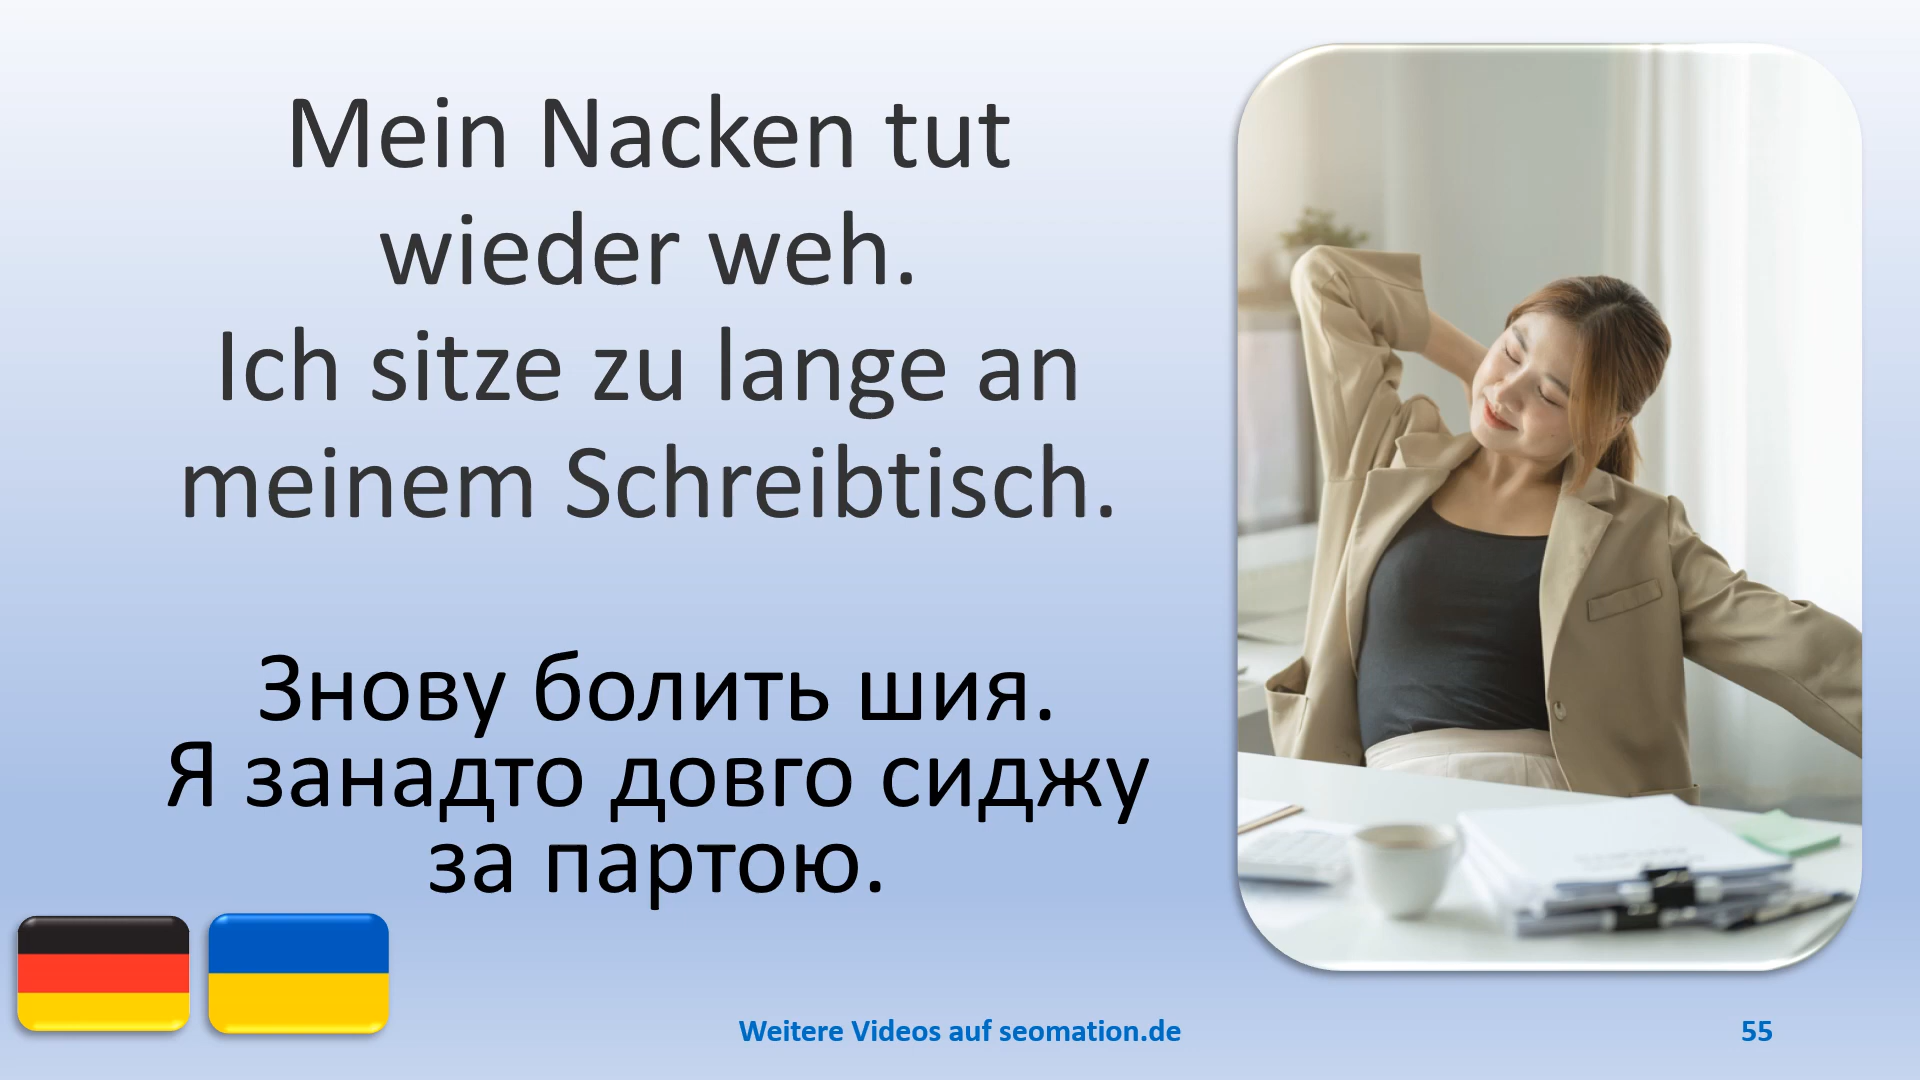 Mein Nacken tut
wieder weh.
Ich sitze zu lange an
meinem Schreibtisch.
Знову болить шия.
Я занадто довго сиджу
за партою.
Weitere Videos auf seomation.de
55